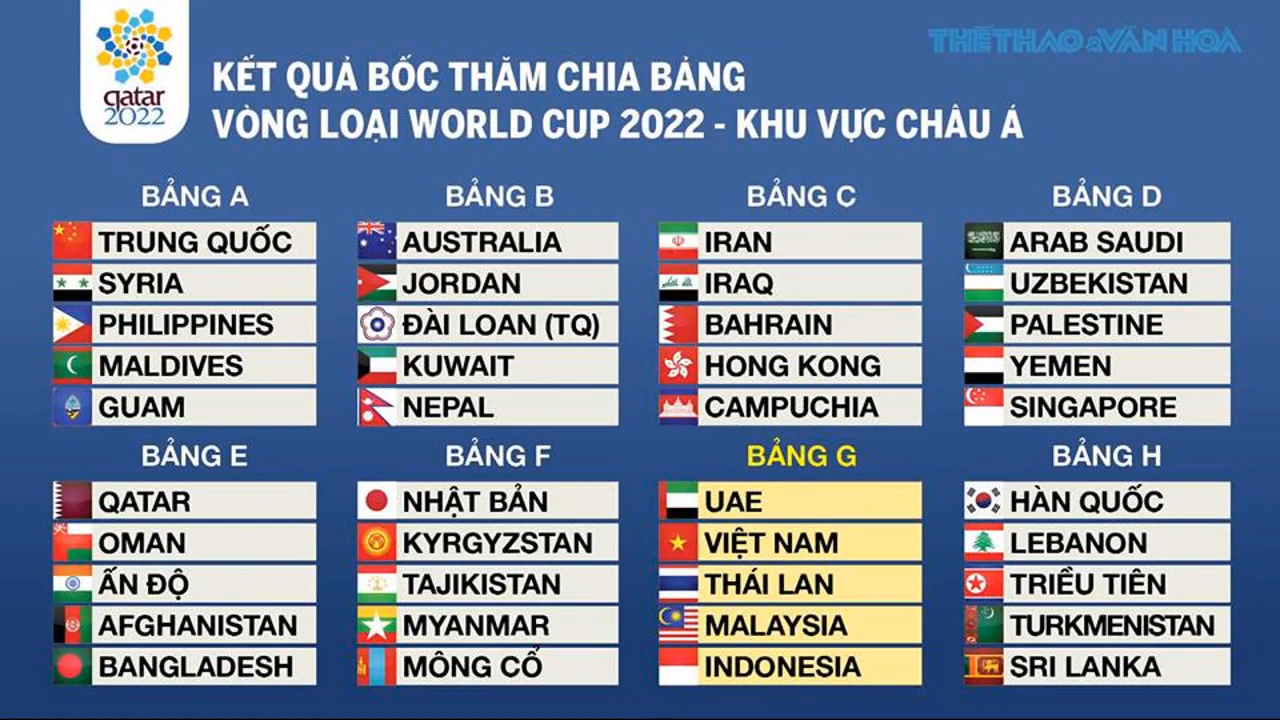 THỂ THAO & VĂN HÓA
qatar
2022
KẾT QUẢ BỐC THĂM CHIA BẢNG
VÒNG LOẠI WORLD CUP 2022 - KHU VỰC CHÂU Á
BẢNG A
TRUNG QUỐC
SYRIA
PHILIPPINES
MALDIVES
GUAM
BẢNG B
AUSTRALIA
JORDAN
ĐÀI LOAN (TQ)
KUWAIT
NEPAL
BẢNG C
IRAN
IRAQ
BAHRAIN
HONG KONG
CAMPUCHIA
BẢNG D
ARAB SAUDI
UZBEKISTAN
PALESTINE
YEMEN
SINGAPORE
BẢNG E
QATAR
OMAN
ẤN ĐỘ
AFGHANISTAN
BANGLADESH
BẢNG F
NHẬT BẢN
KYRGYZSTAN
TAJIKISTAN
MYANMAR
MÔNG CỔ
BẢNG G
UAE
VIỆT NAM
THÁI LAN
MALAYSIA
INDONESIA
BẢNG H
HÀN QUỐC
LEBANON
TRIỀU TIÊN
TURKMENISTAN
SRI LANKA